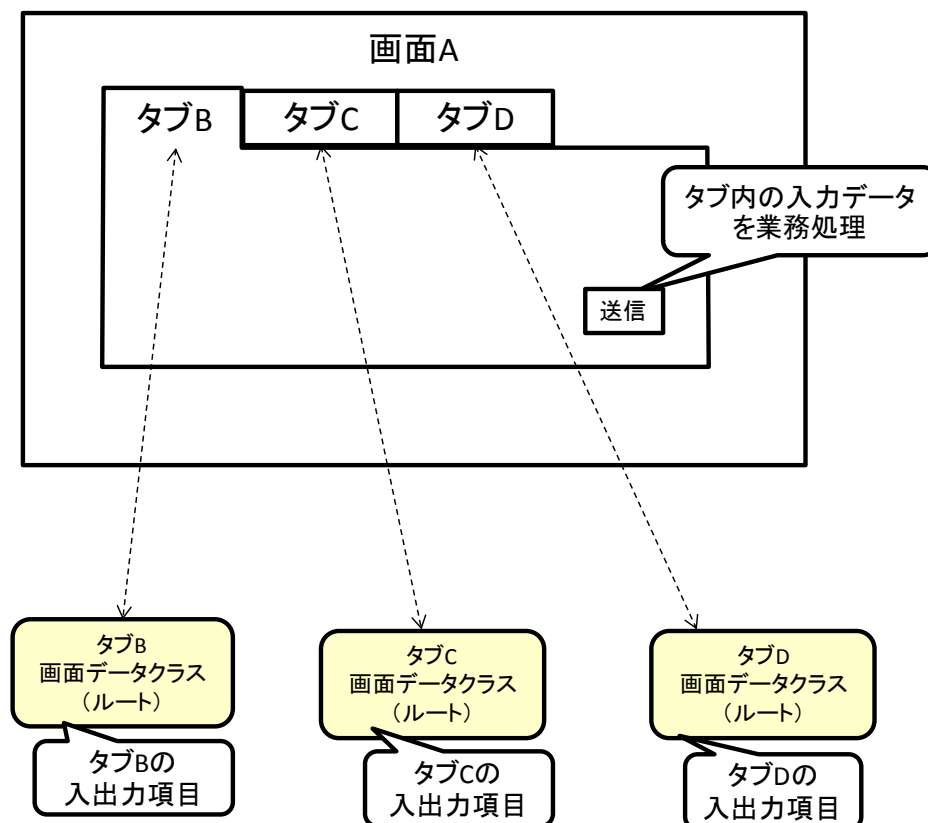 画面A
タブB
タブC
タブD
タブ内の入力データ
を業務処理
送信
タブB
画面データクラス
（ルート）
タブC
画面データクラス
（ルート）
タブD
画面データクラス
（ルート）
タブBの
入出力項目
タブCの
入出力項目
タブDの
入出力項目